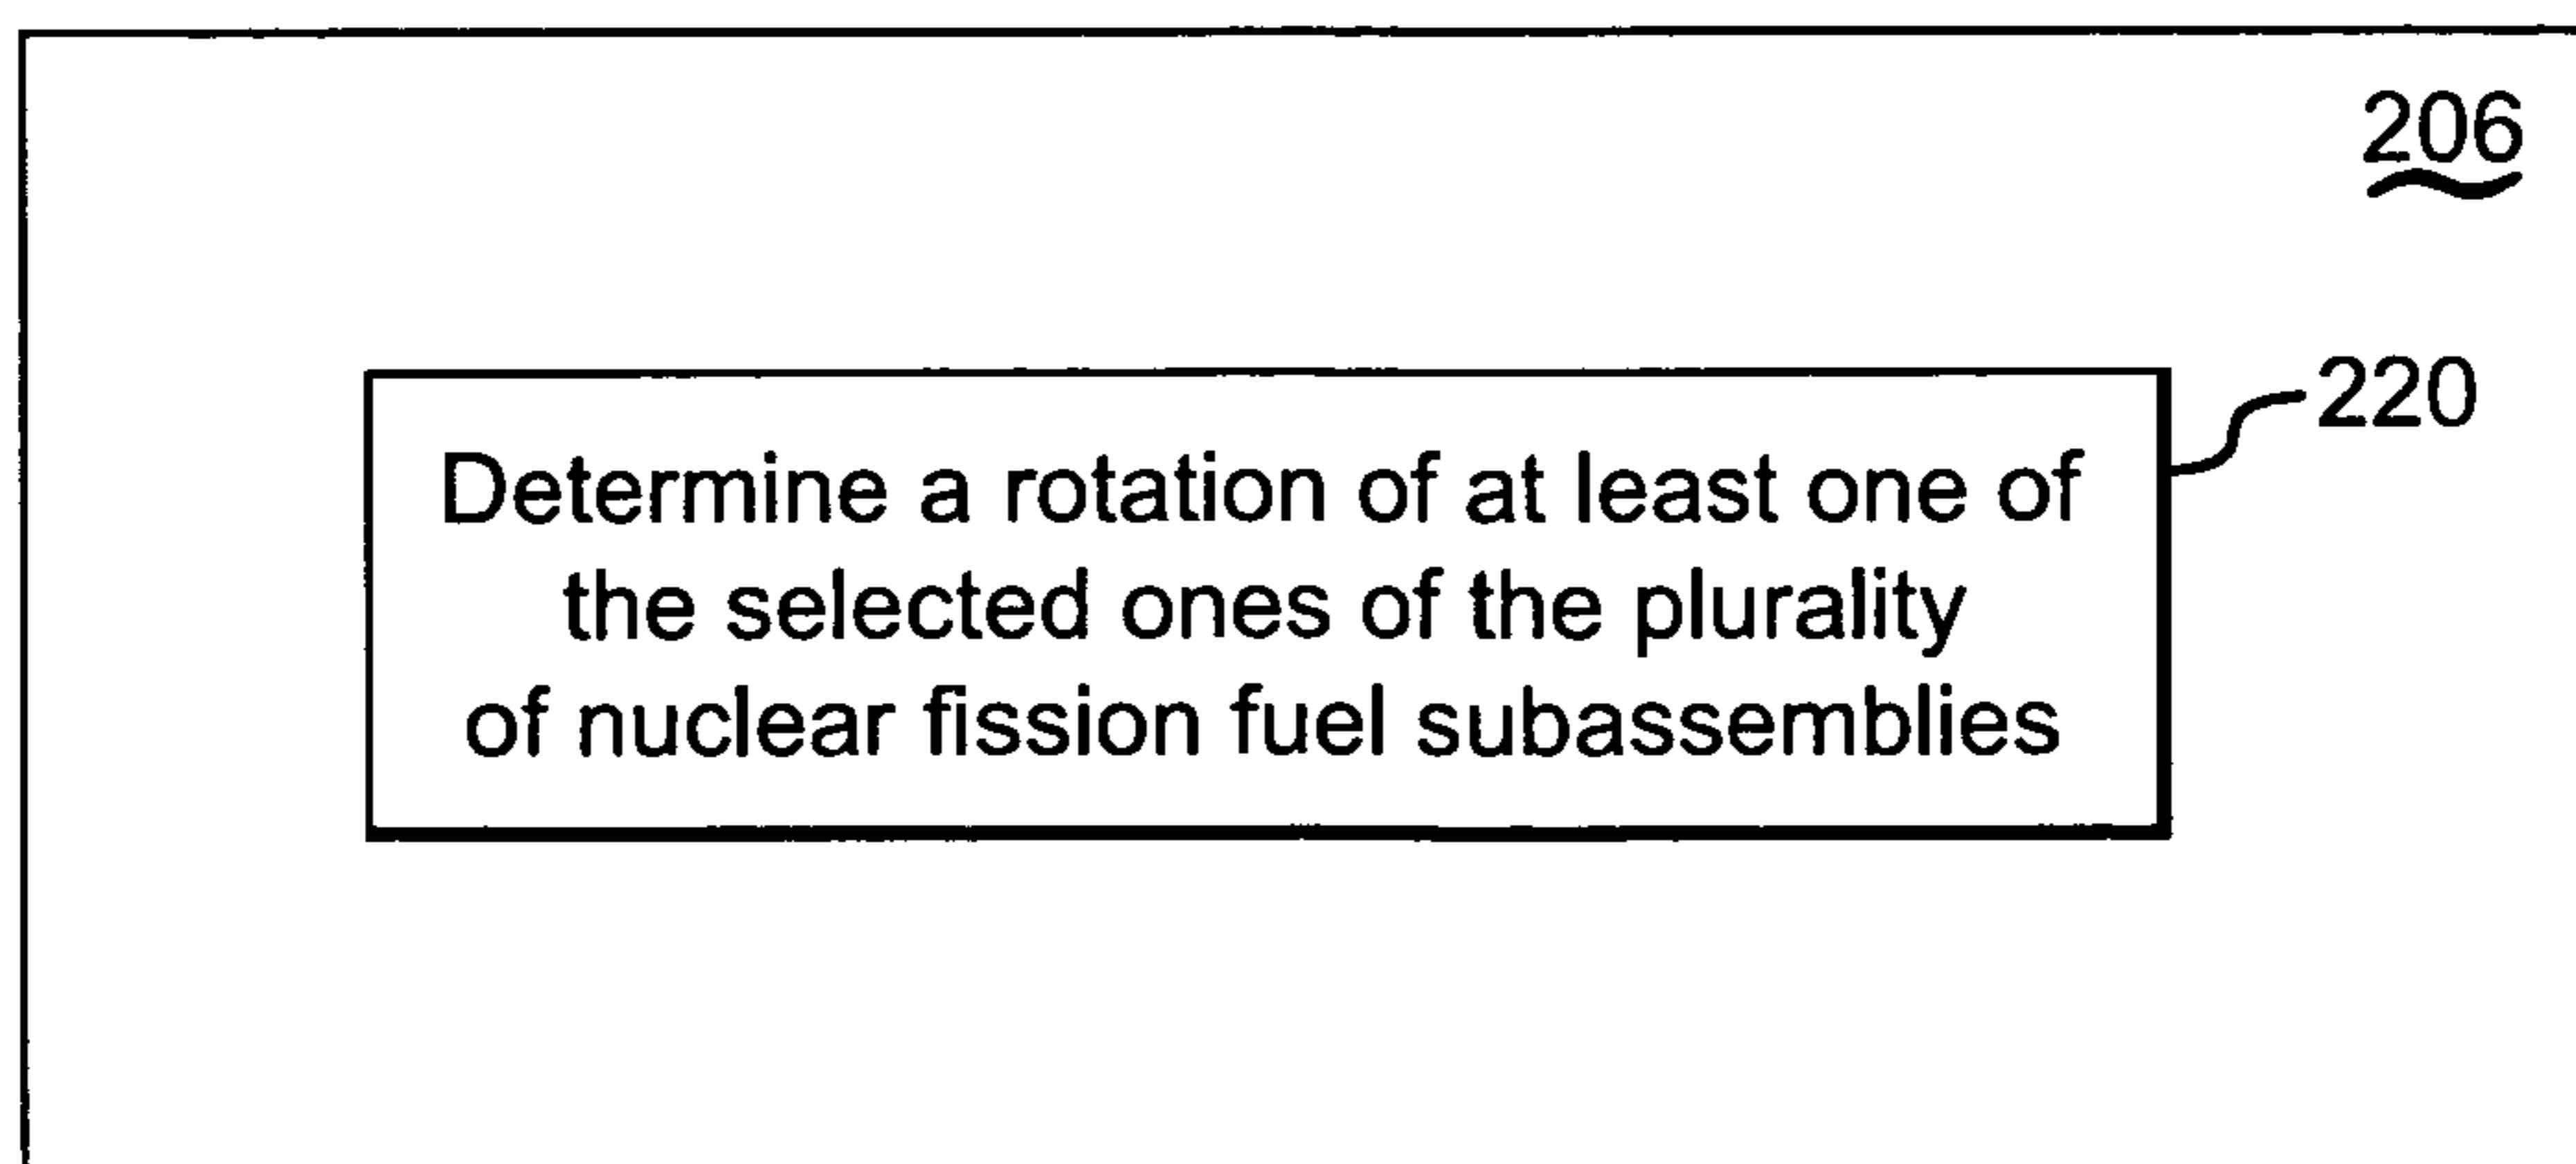 206
220
Determine a rotation of at least one of
the selected ones of the plurality
of nuclear fission fuel subassemblies